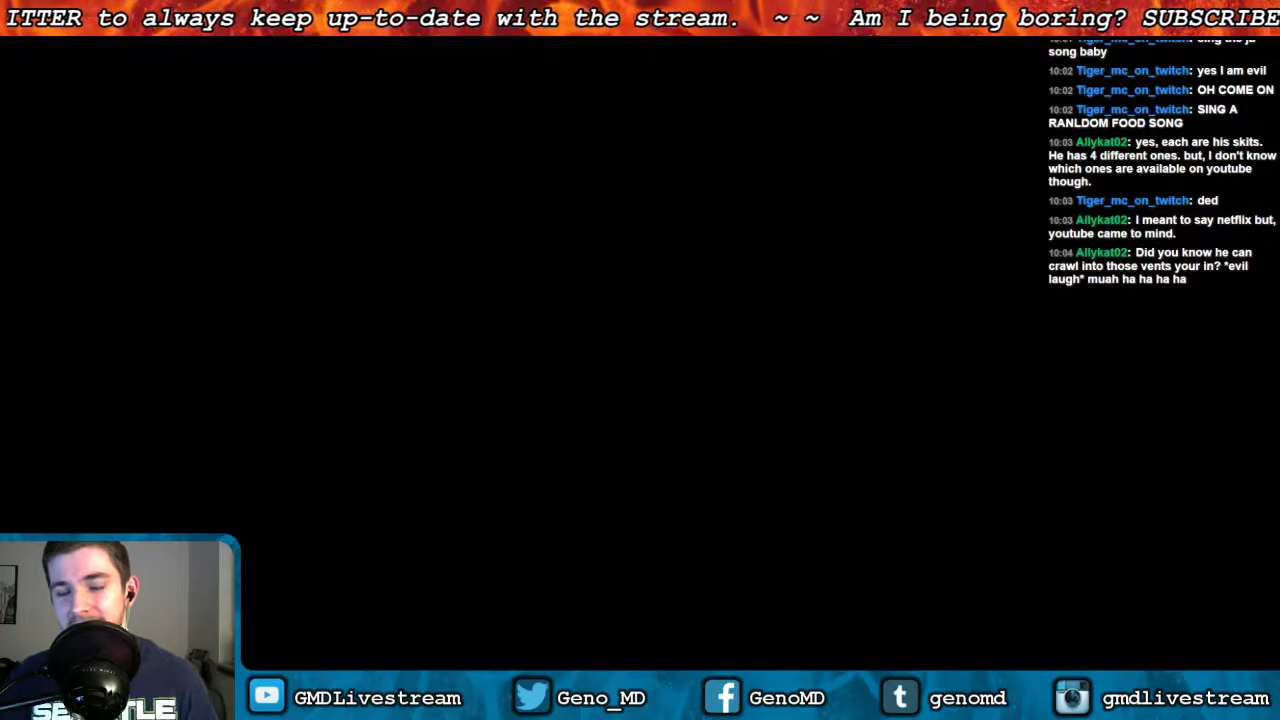 ITTER to always keep up-to-date with the stream. ~ ~ Am I being boring? SUBSCRIBE
song baby
10:02 Tiger_mc_on_twitch: yes I am evil
10:02 Tiger_mc_on_twitch: OH COME ON
10:02 Tiger_mc_on_twitch: SING A
RANLDOM FOOD SONG
10:03 Allykat02: yes, each are his skits.
He has 4 different ones. but, I don't know
which ones are available on youtube
though.
10:03 Tiger_mc_on_twitch: ded
10:03 Allykat02: I meant to say netflix but,
youtube came to mind.
10:04 Allykat02: Did you know he can
crawl into those vents your in? *evil
laugh* muah ha ha ha ha
GMDLivestream Geno_MD GenoMD genomd gmdlivestream